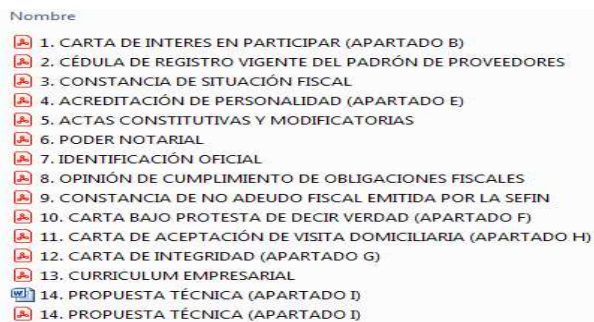 Nombre
1. CARTA DE INTERES EN PARTICIPAR (APARTADO B)
2. CÉDULA DE REGISTRO VIGENTE DEL PADRÓN DE PROVEEDORES
3. CONSTANCIA DE SITUACIÓN FISCAL
4. ACREDITACIÓN DE PERSONALIDAD (APARTADO E)
5. ACTAS CONSTITUTIVAS Y MODIFICATORIAS
6. PODER NOTARIAL
7. IDENTIFICACIÓN OFICIAL
8. OPINIÓN DE CUMPLIMIENTO DE OBLIGACIONES FISCALES
9. CONSTANCIA DE NO ADEUDO FISCAL EMITIDA POR LA SEFIN
10. CARTA BAJO PROTESTA DE DECIR VERDAD (APARTADO F)
11. CARTA DE ACEPTACIÓN DE VISITA DOMICILIARIA (APARTADO H)
12. CARTA DE INTEGRIDAD (APARTADO G)
13. CURRICULUM EMPRESARIAL
14. PROPUESTA TÉCNICA (APARTADO I)
14. PROPUESTA TÉCNICA (APARTADO I)